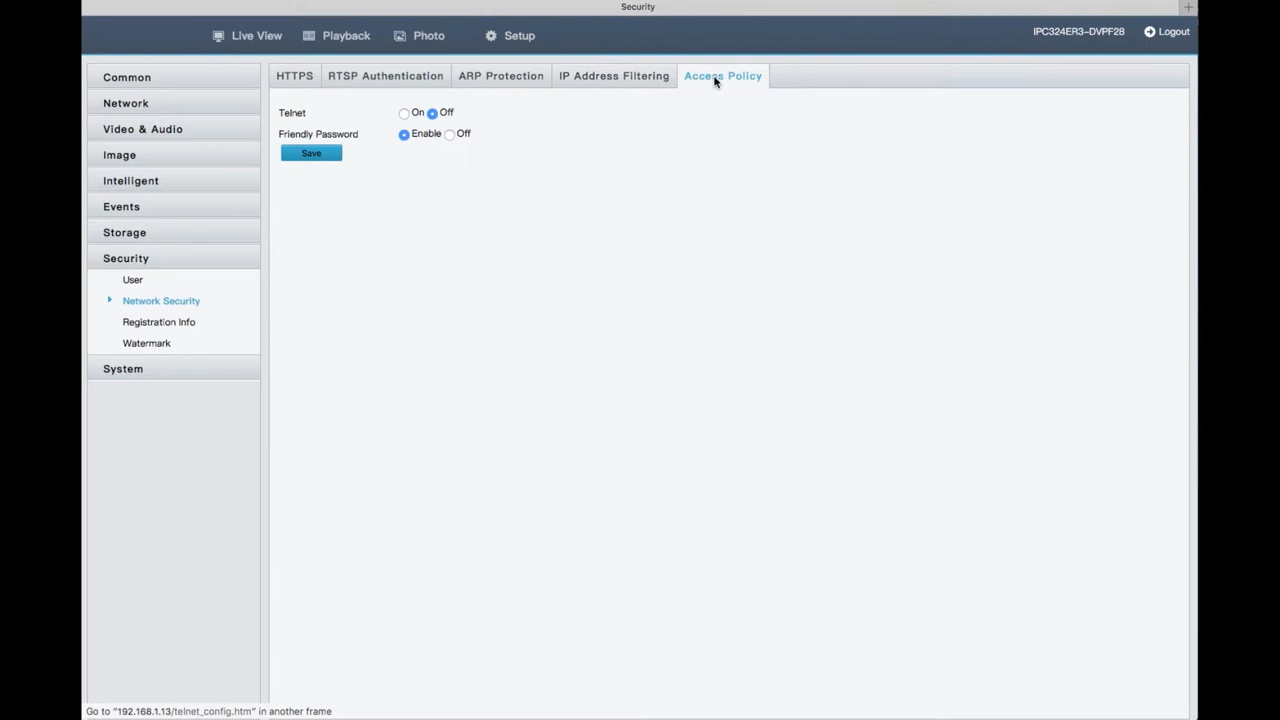 Security
Live View Playback Photo Setup IPC324ER3-DVPF28 Logout
Common
Network
Video & Audio
Image
Intelligent
Events
Storage
Security
User
Network Security
Registration Info
Watermark
System
HTTPS RTSP Authentication ARP Protection IP Address Filtering Access Policy
Telnet On Off
Friendly Password Enable Off
Save
Go to “192.168.1.13/telnet_config.htm” in another frame